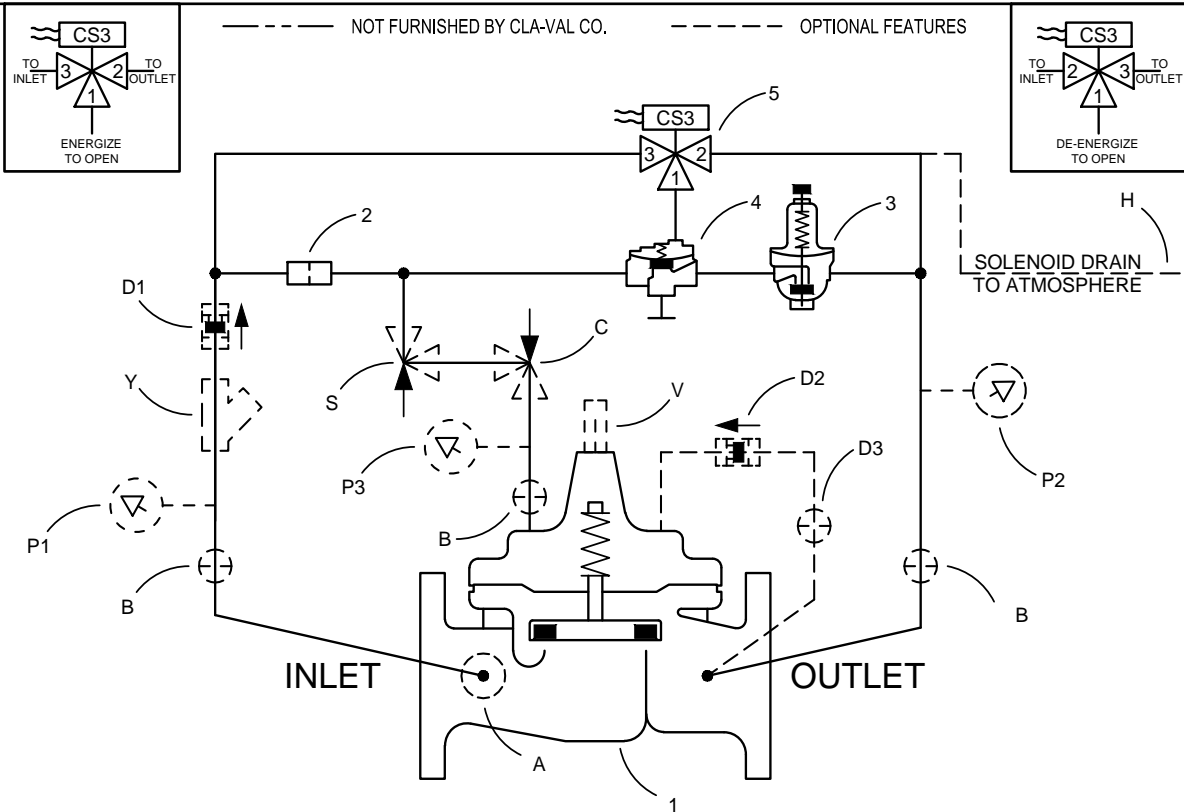 NOT FURNISHED BY CLA-VAL CO.
OPTIONAL FEATURES
CS3
TO INLET
3
2
TO OUTLET
1
ENERGIZE
TO OPEN
CS3
TO INLET
2
3
TO OUTLET
1
DE-ENERGIZE
TO OPEN
CS3
5
3
2
1
2
4
3
H
SOLENOID DRAIN
TO ATMOSPHERE
D1
C
Y
S
V
D2
P3
D3
P2
P1
B
B
B
INLET
OUTLET
A
1